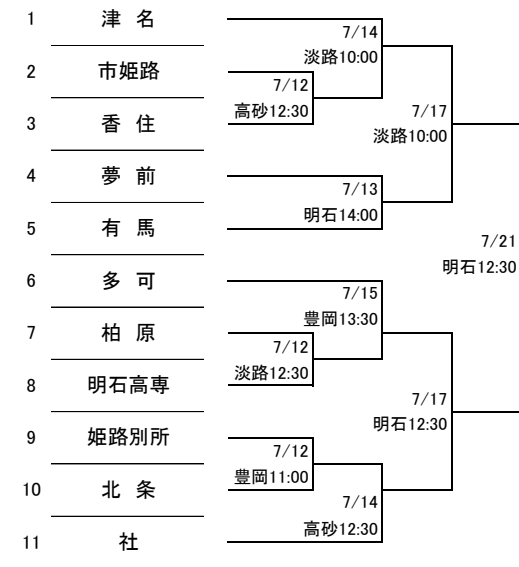 1 津 名
7/14
淡路10:00
2 市姫路
7/12
高砂12:30
3 香 住
7/17
淡路10:00
4 夢 前
7/13
明石14:00
5 有 馬
7/21
明石12:30
6 多 可
7/15
豊岡13:30
7 柏 原
7/12
淡路12:30
8 明石高専
7/17
明石12:30
9 姫路別所
7/12
豊岡11:00
10 北 条
7/14
高砂12:30
11 社